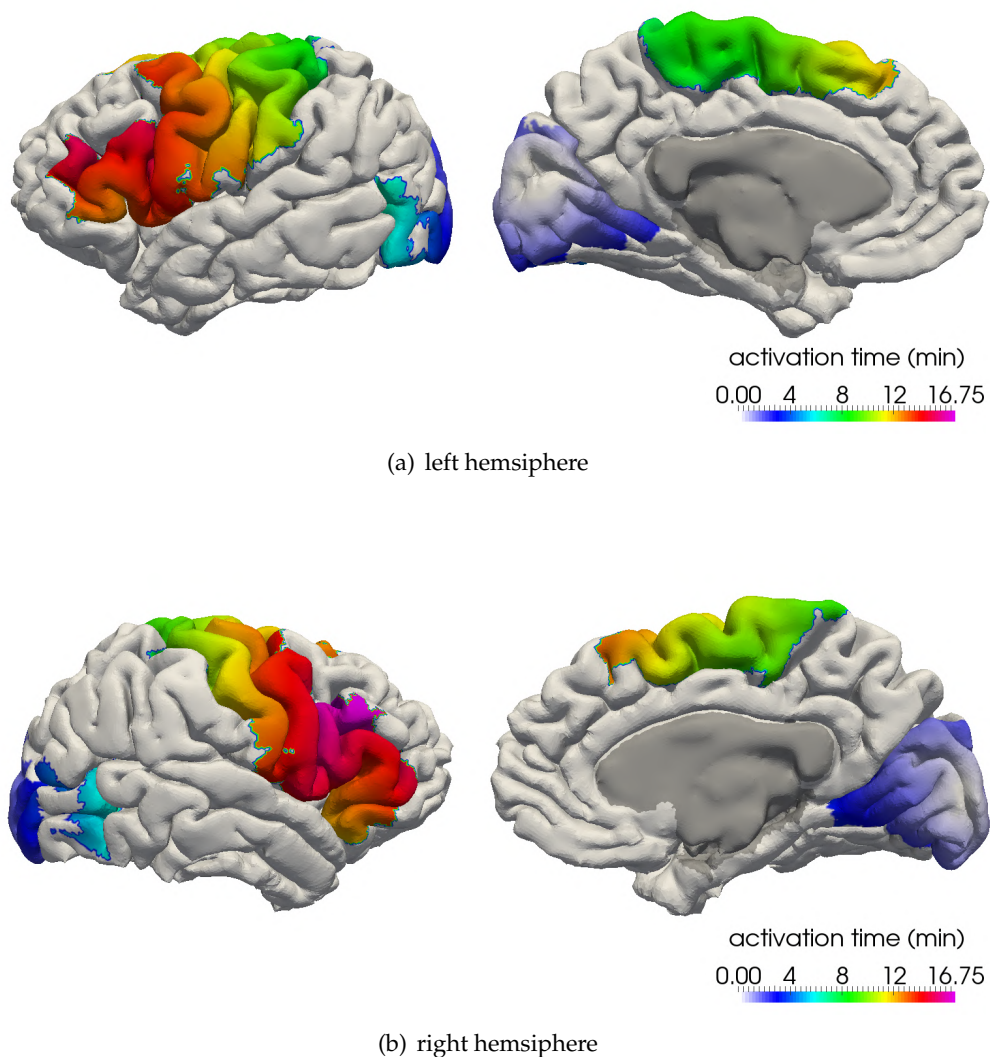 activation time (min)
0.00 4 8 12 16.75
(a) left hemsiphere
activation time (min)
0.00 4 8 12 16.75
(b) right hemisphere